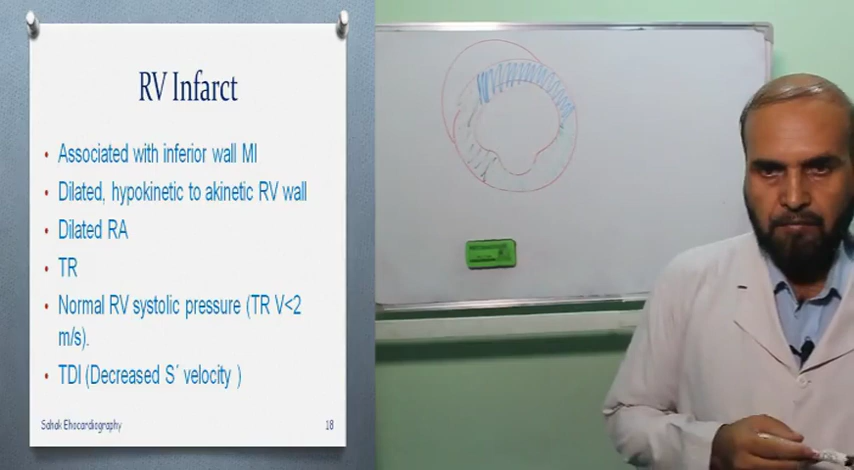 RV Infarct
• Associated with inferior wall MI
• Dilated, hypokinetic to akinetic RV wall
• Dilated RA
• TR
• Normal RV systolic pressure (TR V<2
m/s).
• TDI (Decreased S´ velocity )
Sahak Ehocardiography 18